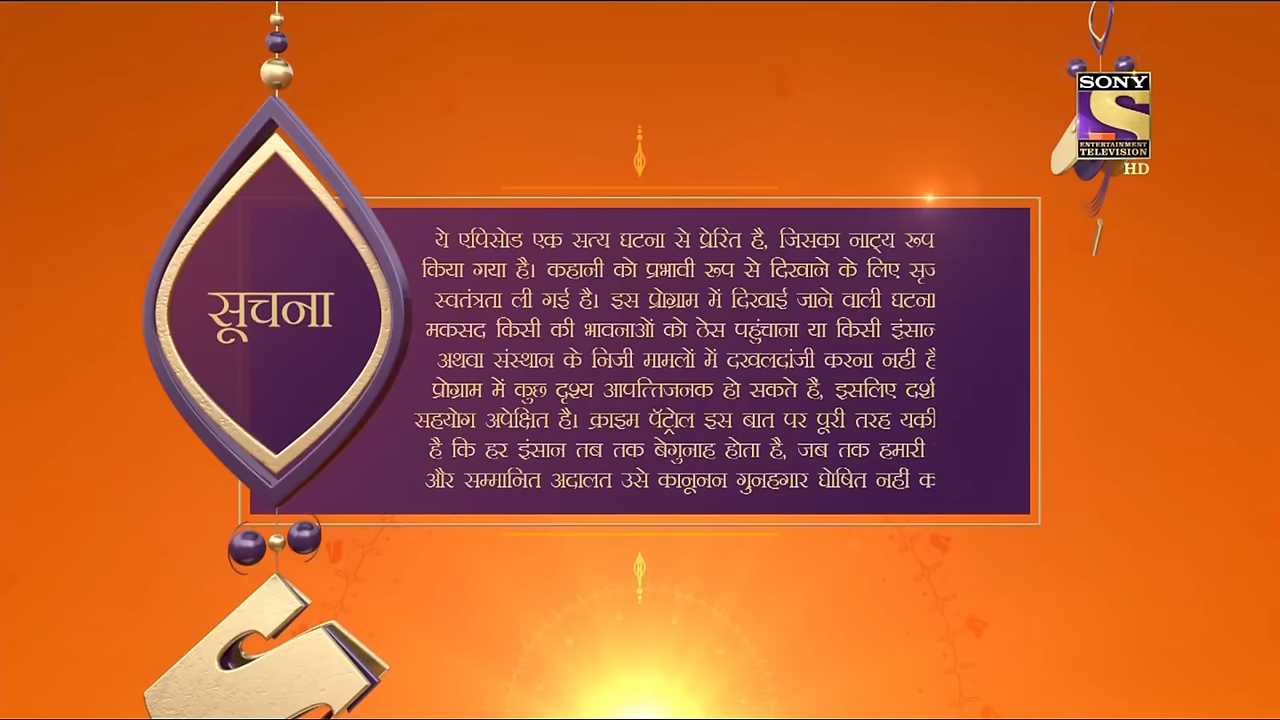 SONY
ENTERTAINMENT
TELEVISION
HD
सूचना
ये एपिसोड एक सत्य घटना से प्रेरित है, जिसका नाट्य रूप
किया गया है। कहानी को प्रभावी रूप से दिखाने के लिए
स्वतंत्रता ली गई है। इस प्रोग्राम में दिखाई जाने वाली घटना
मकसद किसी की भावनाओं को ठेस पहुंचाना या किसी इंसान
अथवा संस्थान के निजी मामलों में दखलदांजी करना नहीं है
प्रोग्राम में कुछ दृश्य आपत्तिजनक हो सकते हैं, इसलिए दर्श
सहयोग अपेक्षित है। क्राइम पॅट्रोल इस बात पर पूरी तरह यकी
है कि हर इंसान तब तक बेगुनाह होता है, जब तक हमारी
और सम्मानित अदालत उसे कानूनन गुनहगार घोषित नहीं क